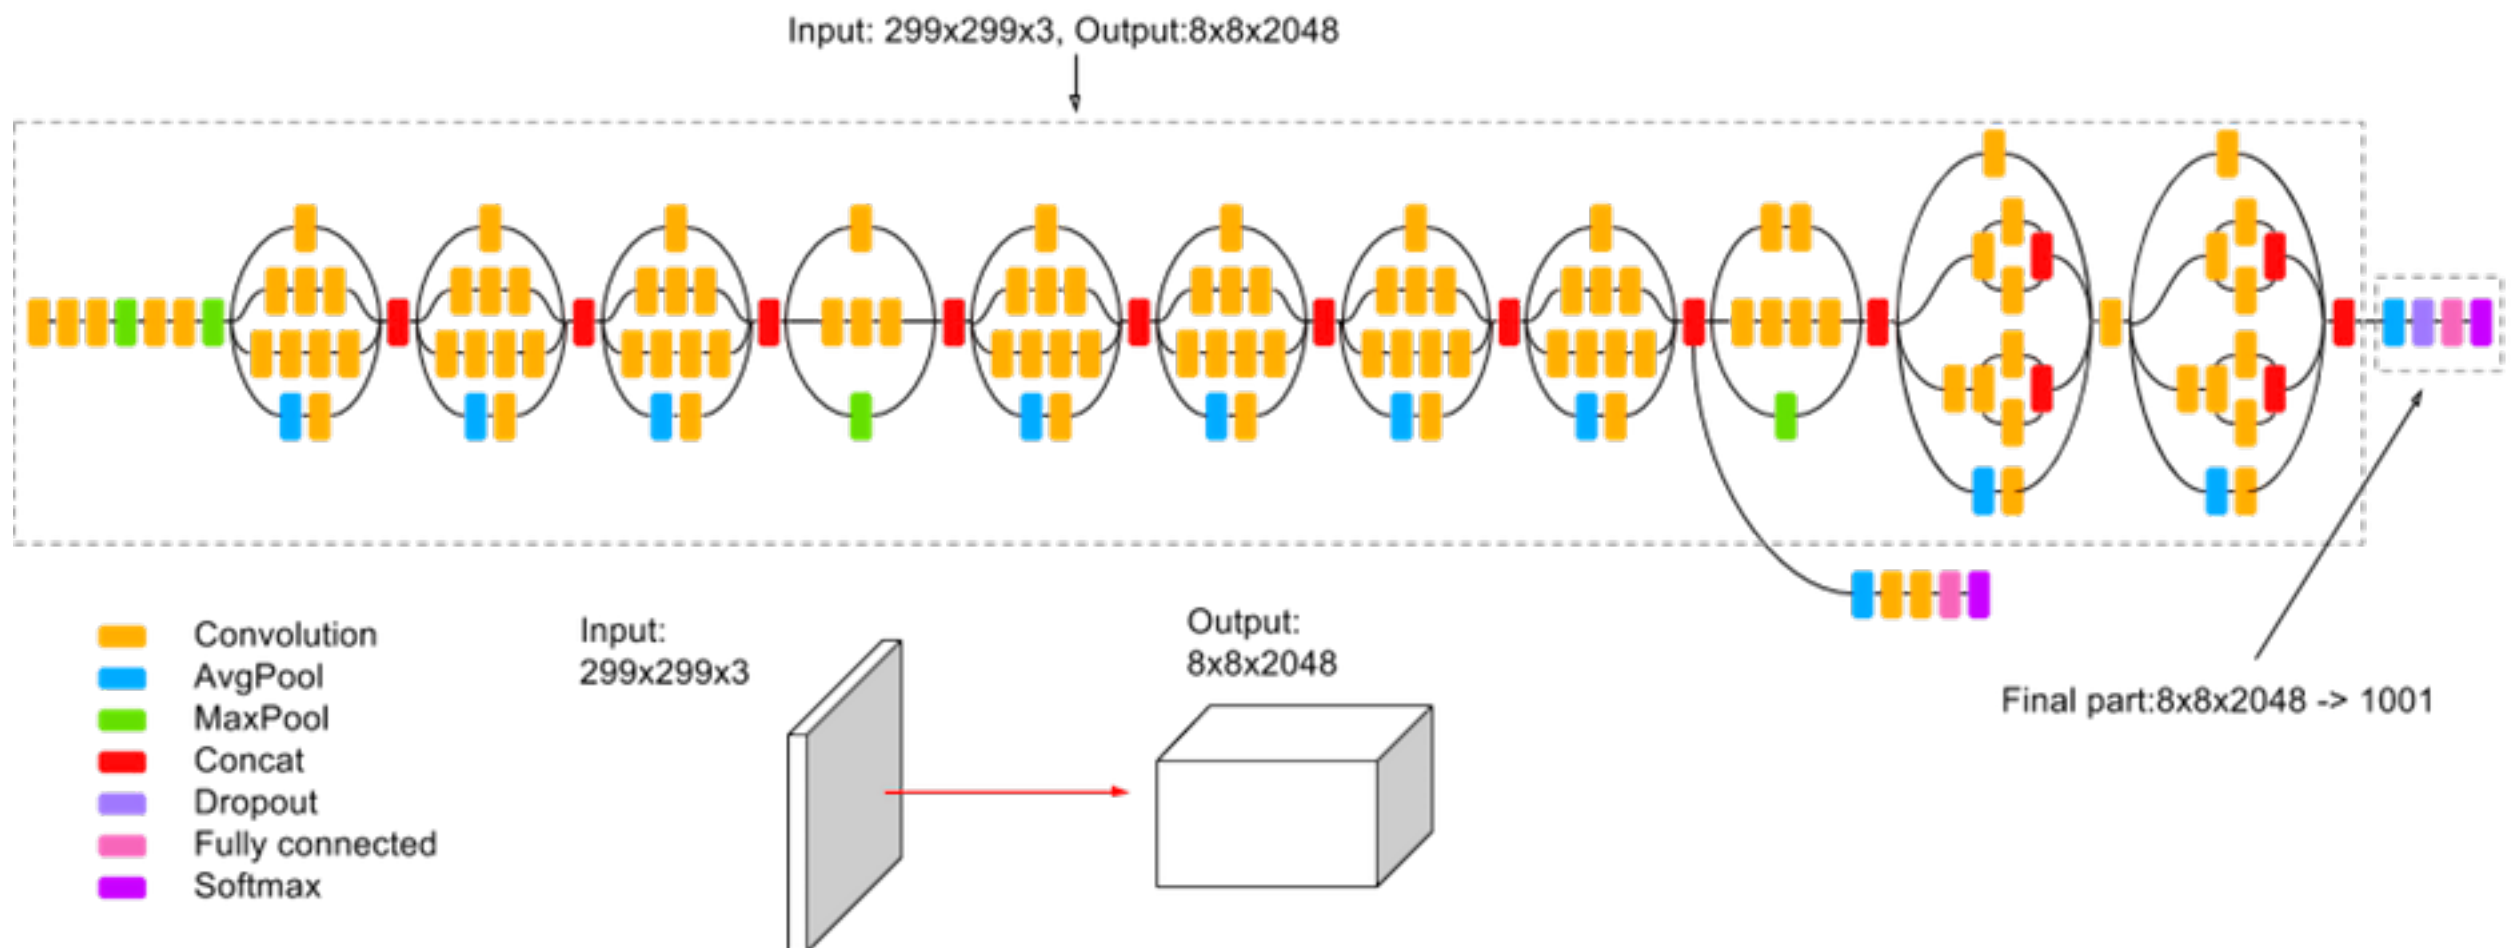 Input: 299x299x3, Output:8x8x2048
Input:
299x299x3
Output:
8x8x2048
Final part:8x8x2048 -> 1001
Convolution
AvgPool
MaxPool
Concat
Dropout
Fully connected
Softmax